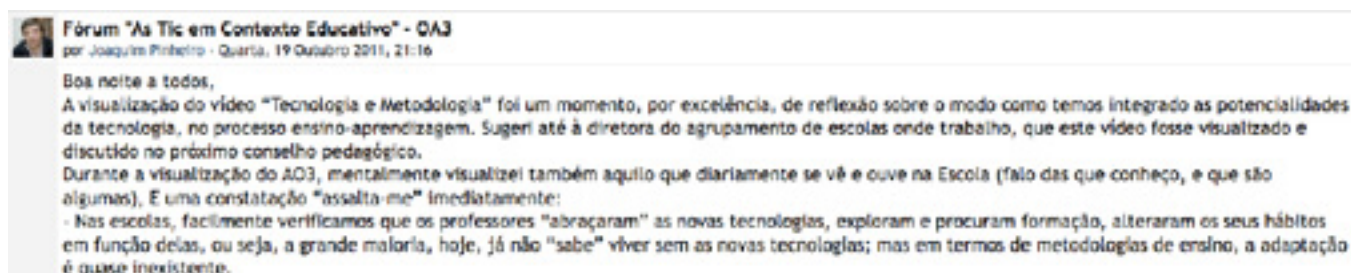 Fórum "As Tic em Contexto Educativo" - OA3
por Joaquim Pinheiro - Quarta, 19 Outubro 2011, 21:16
Boa noite a todos,
A visualização do vídeo "Tecnologia e Metodologia" foi um momento, por excelência, de reflexão sobre o modo como temos integrado as potencialidades
da tecnologia, no processo ensino-aprendizagem. Sugeri até à diretora do agrupamento de escolas onde trabalho, que este vídeo fosse visualizado e
discutido no próximo conselho pedagógico.
Durante a visualização do AO3, mentalmente visualizei também aquilo que diariamente se vê e ouve na Escola (falo das que conheço, e que são
algumas), E uma constatação "assalta-me" imediatamente:
- Nas escolas, facilmente verificamos que os professores "abraçaram" as novas tecnologias, exploram e procuram formação, alteraram os seus hábitos
em função delas, ou seja, a grande maioria, hoje, já não "sabe" viver sem as novas tecnologias; mas em termos de metodologias de ensino, a adaptação
é quase inexistente.